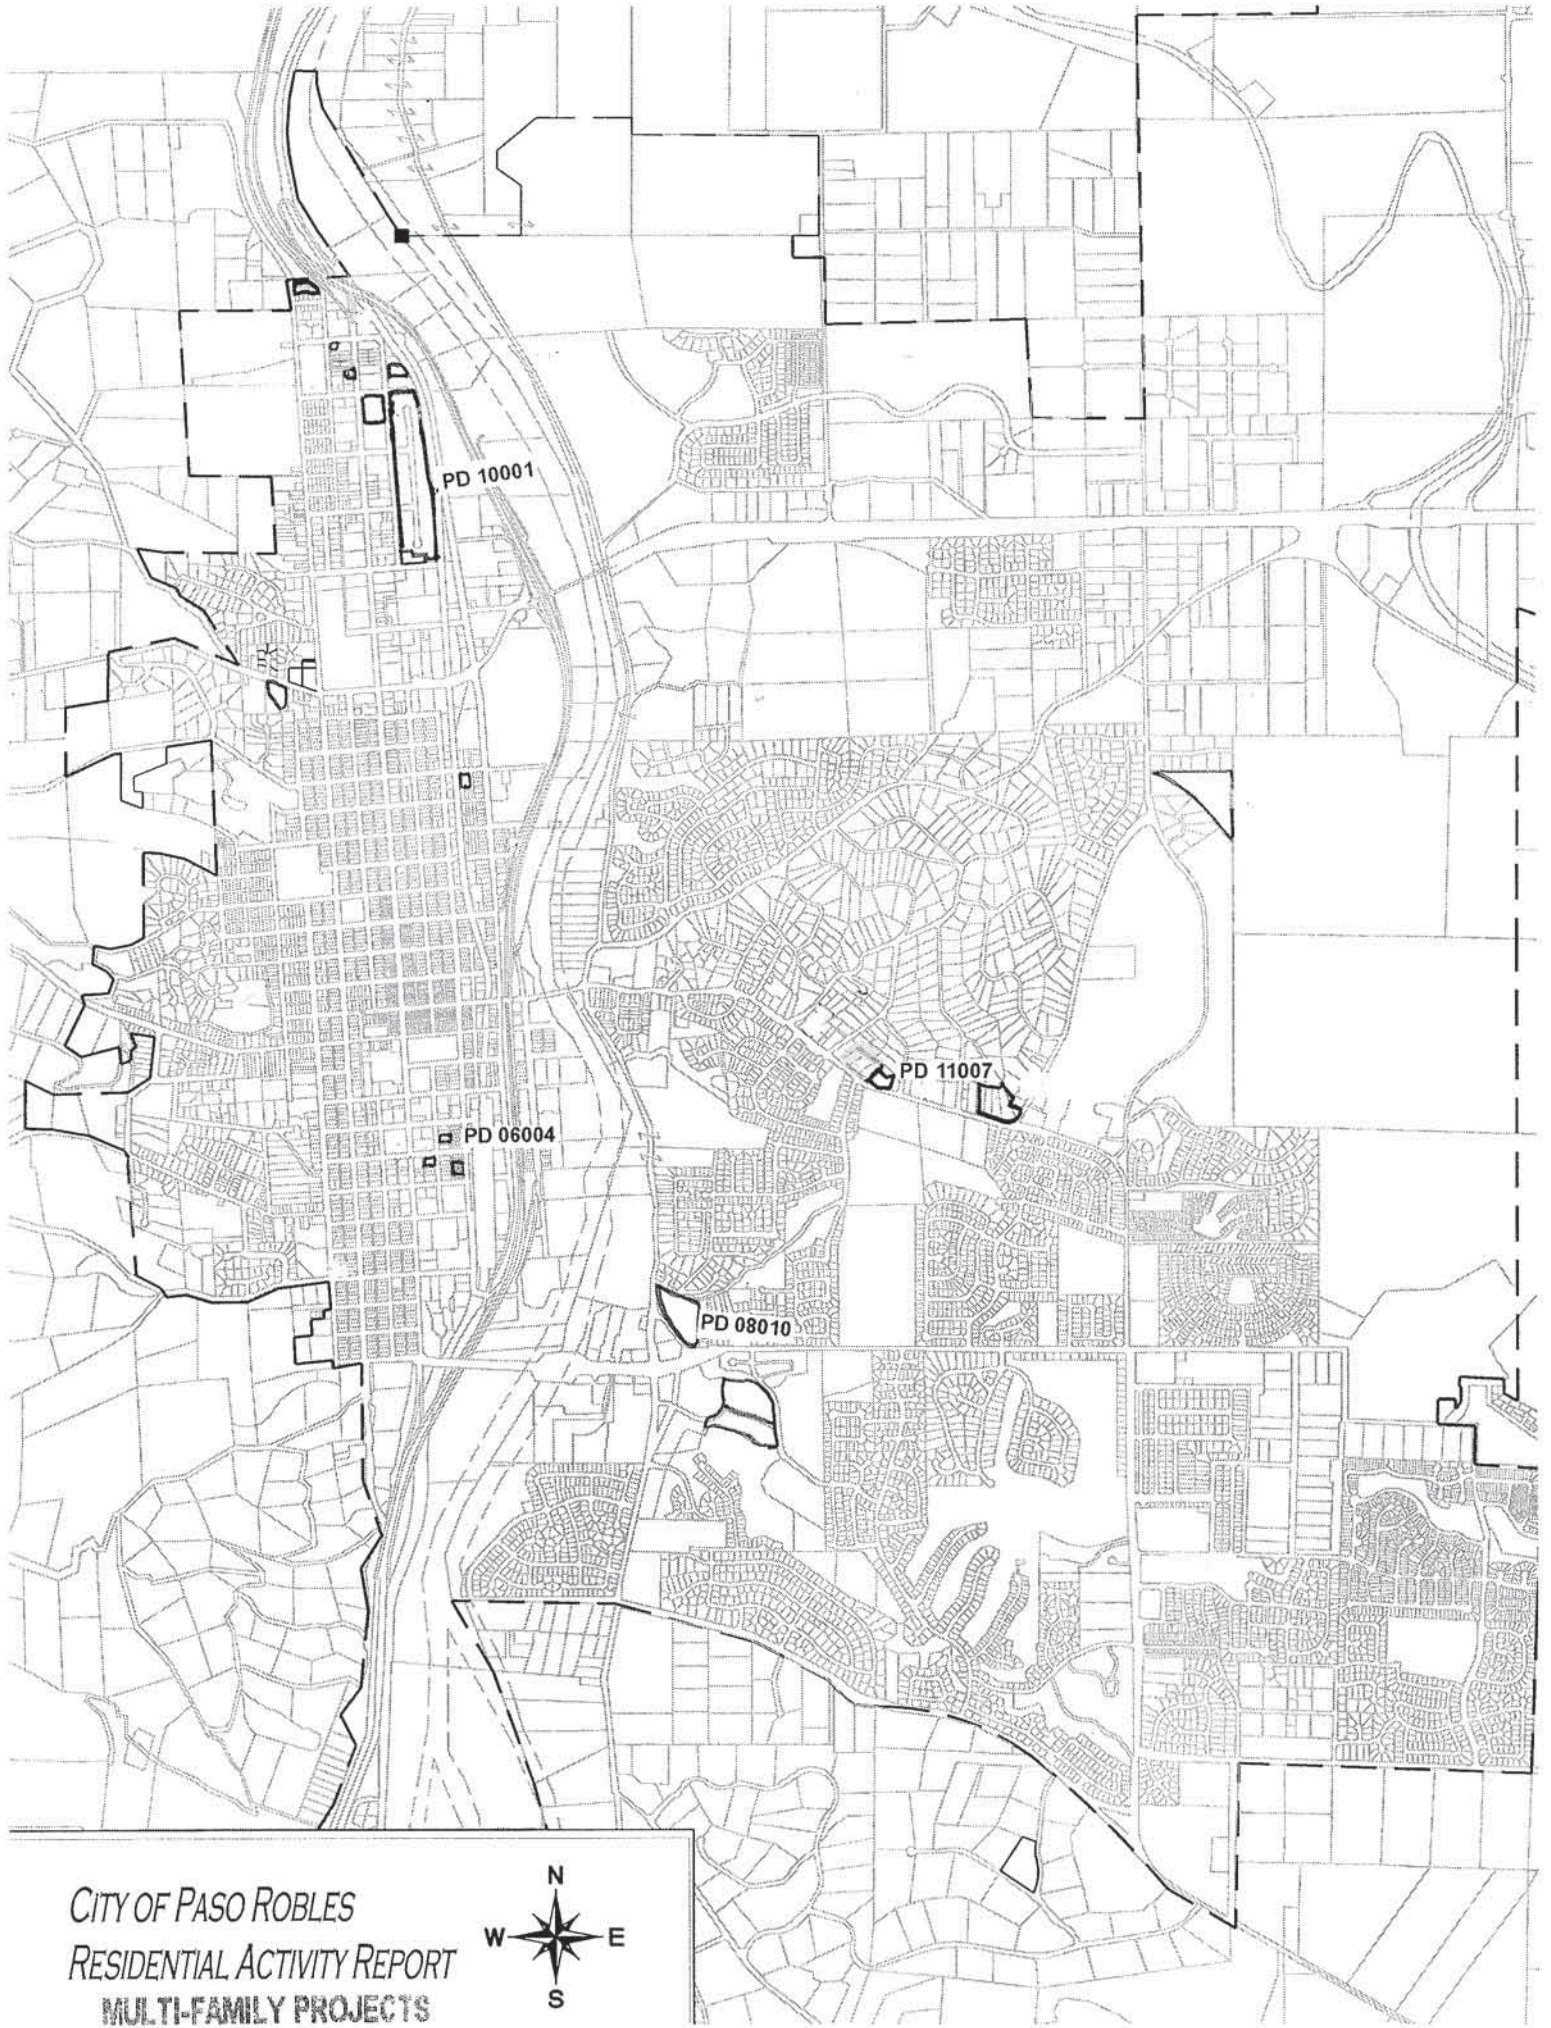 PD 10001
PD 11007
PD 06004
PD 08010
CITY OF PASO ROBLES
RESIDENTIAL ACTIVITY REPORT
MULTI-FAMILY PROJECTS
N
W E
S